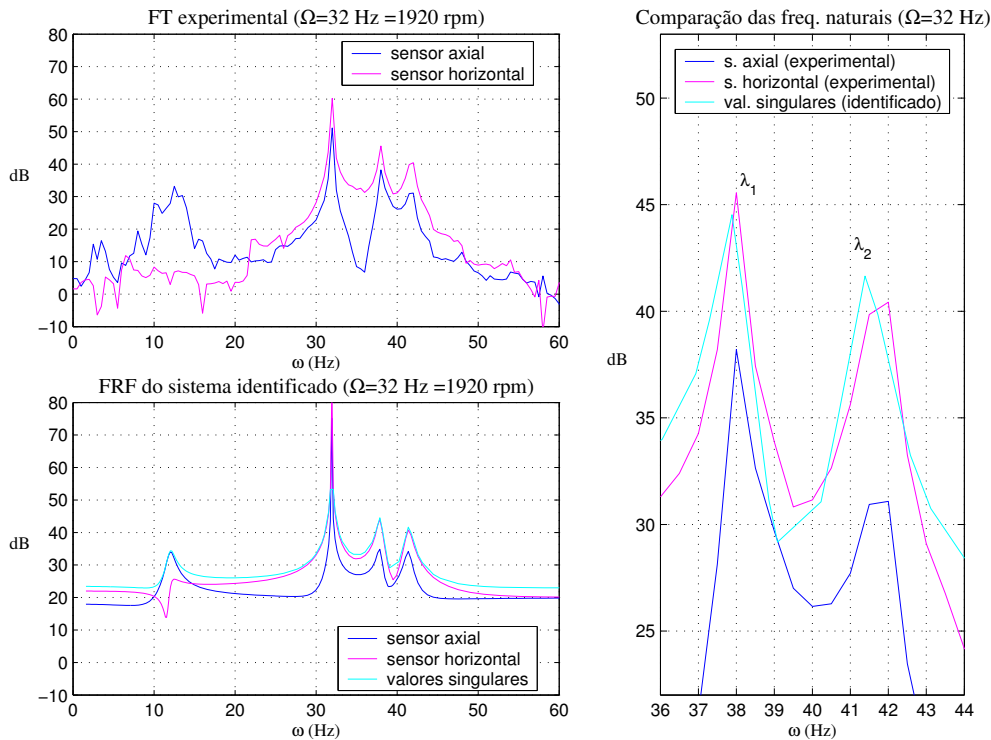 FT experimental (Ω=32 Hz =1920 rpm)
80
70
60
50
40
30
20
10
0
−10
dB
sensor axial
sensor horizontal
0 10 20 30 40 50 60
ω (Hz)
FRF do sistema identificado (Ω=32 Hz =1920 rpm)
80
70
60
50
40
30
20
10
0
−10
dB
sensor axial
sensor horizontal
valores singulares
0 10 20 30 40 50 60
ω (Hz)
Comparação das freq. naturais (Ω=32 Hz)
s. axial (experimental)
s. horizontal (experimental)
val. singulares (identificado)
50
45
40
35
30
25
dB
λ1
λ2
36 37 38 39 40 41 42 43 44
ω (Hz)